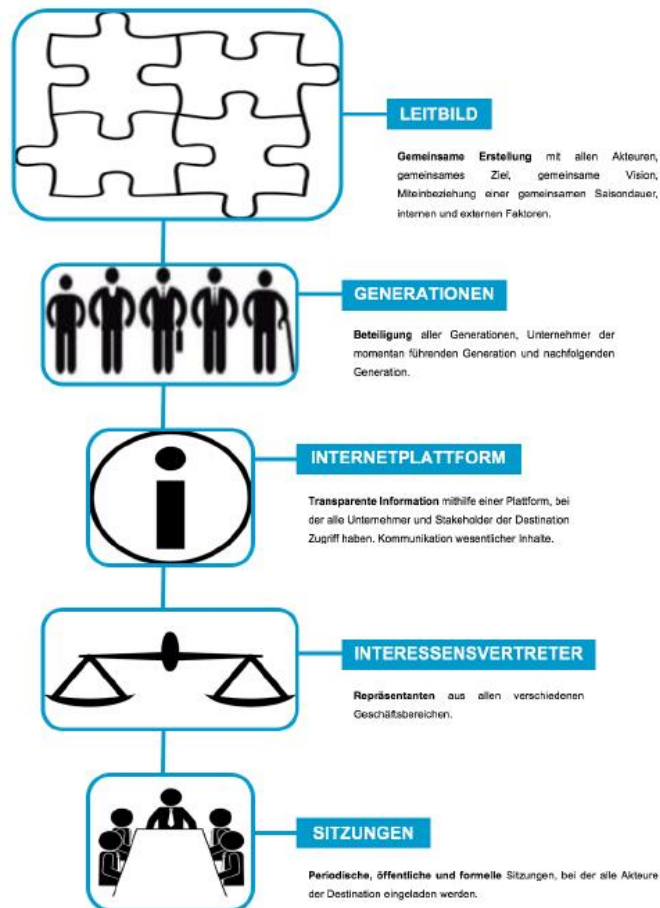 LEITBILD
Gemeinsame Erstellung mit allen Akteuren,
gemeinsames Ziel, gemeinsame Vision,
Miteinbeziehung einer gemeinsamen Saisondauer,
internen und externen Faktoren.
GENERATIONEN
Beteiligung aller Generationen, Unternehmer der
momentan führenden Generation und nachfolgenden
Generation.
INTERNETPLATTFORM
Transparente Information mithilfe einer Plattform, bei
der alle Unternehmer und Stakeholder der Destination
Zugriff haben. Kommunikation wesentlicher Inhalte.
INTERESSENSVERTRETER
Repräsentanten aus allen verschiedenen
Geschäftsbereichen.
SITZUNGEN
Periodische, öffentliche und formelle Sitzungen, bei der alle Akteure
der Destination eingeladen werden.